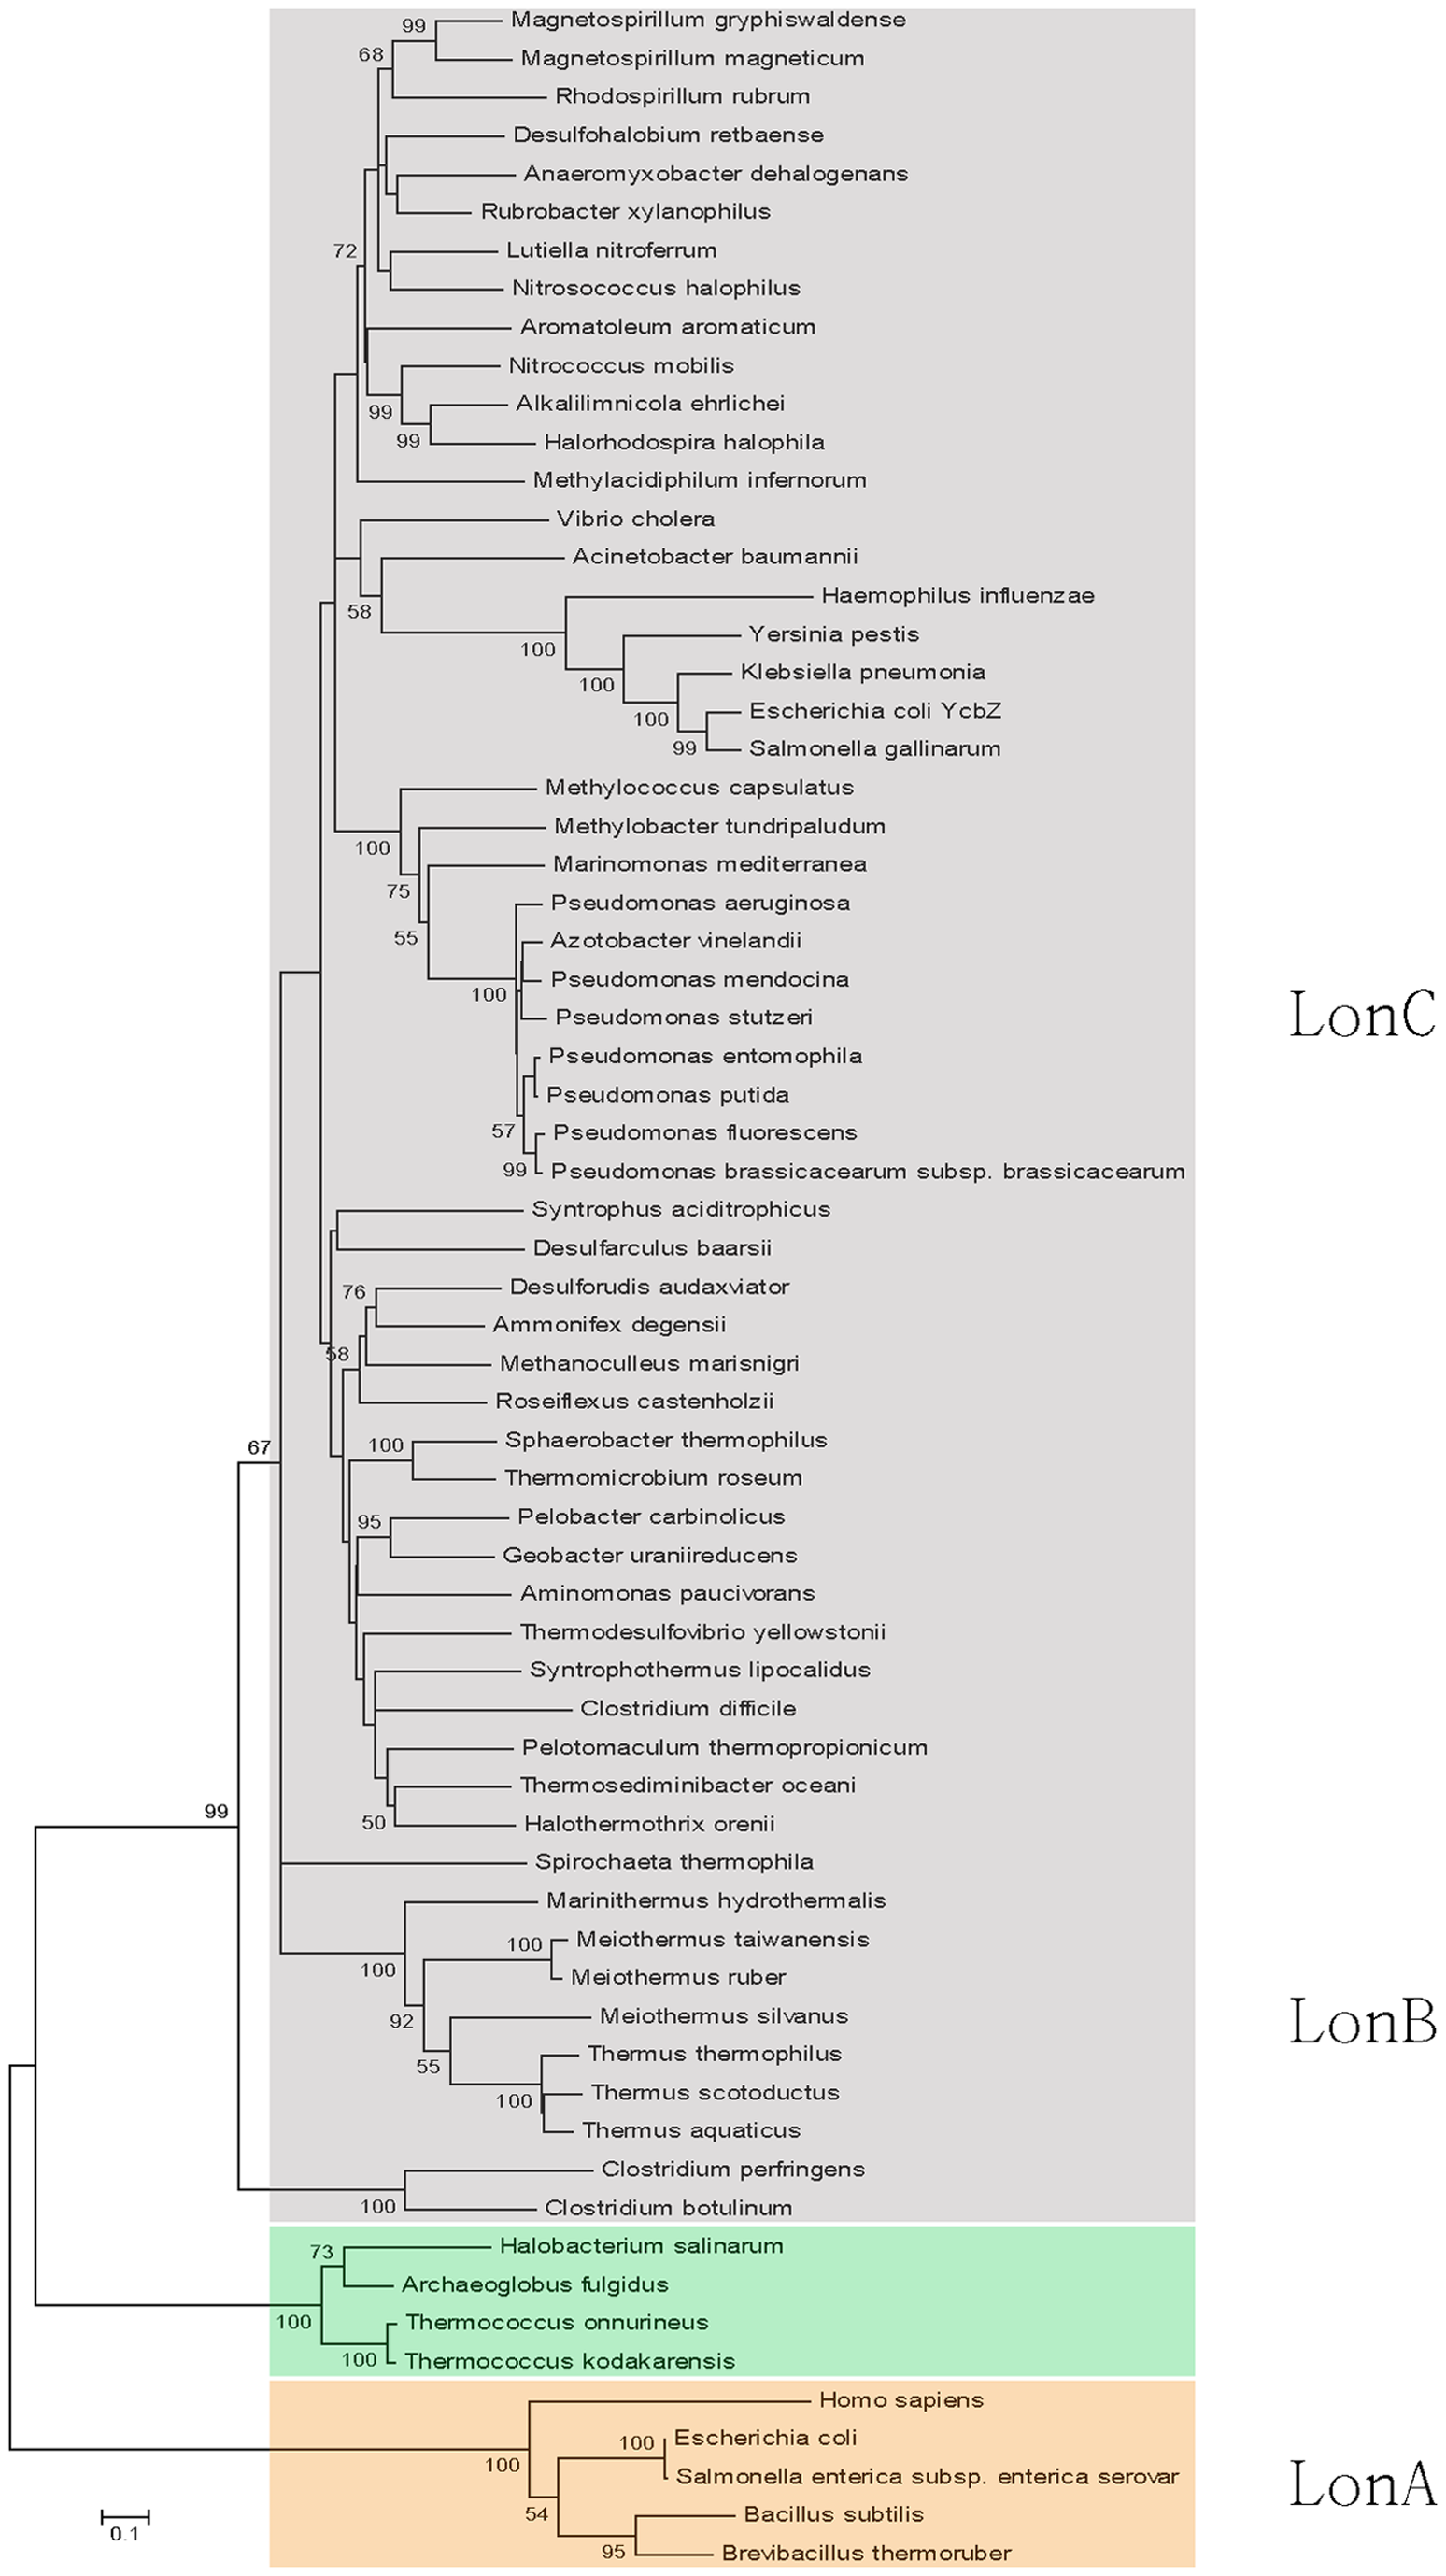 99
Magnetospirillum gryphiswaldense
68
Magnetospirillum magneticum
Rhodospirillum rubrum
Desulfohalobium retbaense
Anaeromyxobacter dehalogenans
Rubrobacter xylanophilus
72
Lutiella nitroferrum
Nitrosococcus halophilus
Aromatoleum aromaticum
Nitrococcus mobilis
99
Alkalilimnicola ehrlichei
99
Halorhodospira halophila
Methylacidiphilum infernorum
Vibrio cholera
Acinetobacter baumannii
58
Haemophilus influenzae
100
Yersinia pestis
100
Klebsiella pneumonia
100
Escherichia coli YcbZ
99
Salmonella gallinarum
Methylococcus capsulatus
100
Methylobacter tundripaludum
75
Marinomonas mediterranea
55
Pseudomonas aeruginosa
Azotobacter vinelandii
100
Pseudomonas mendocina
Pseudomonas stutzeri
LonC
Pseudomonas entomophila
Pseudomonas putida
57
Pseudomonas fluorescens
99
Pseudomonas brassicacearum subsp. brassicacearum
Syntrophus aciditrophicus
Desulfarculus baarsii
76
Desulforudis audaxviator
Ammonifex degensii
58
Methanoculleus marisnigri
Roseiflexus castenholzii
67
100
Sphaerobacter thermophilus
Thermomicrobium roseum
95
Pelobacter carbinolicus
Geobacter uraniireducens
Aminomonas paucivorans
Thermodesulfovibrio yellowstonii
Syntrophothermus lipocalidus
Clostridium difficile
Pelotomaculum thermopropionicum
Thermosediminibacter oceani
99
50
Halothermothrix orenii
Spirochaeta thermophila
Marinithermus hydrothermalis
100
100
Meiothermus taiwanensis
Meiothermus ruber
92
Meiothermus silvanus
LonB
55
Thermus thermophilus
100
Thermus scotoductus
Thermus aquaticus
Clostridium perfringens
100
Clostridium botulinum
73
Halobacterium salinarum
Archaeoglobus fulgidus
100
Thermococcus onnurineus
100
Thermococcus kodakarensis
Homo sapiens
100
100
Escherichia coli
Salmonella enterica subsp. enterica serovar
LonA
54
Bacillus subtilis
95
Brevibacillus thermoruber
0.1